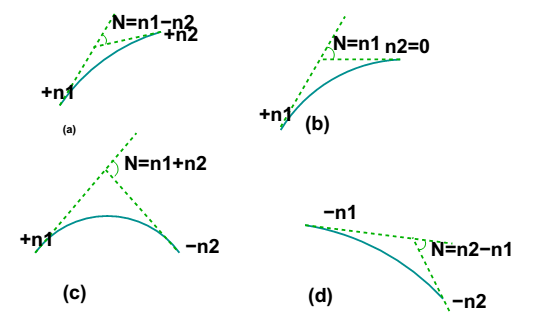 N=n1−n2
+n2
+n1
(a)
N=n1 n2=0
+n1
(b)
N=n1+n2
+n1
−n2
(c)
−n1
N=n2−n1
−n2
(d)